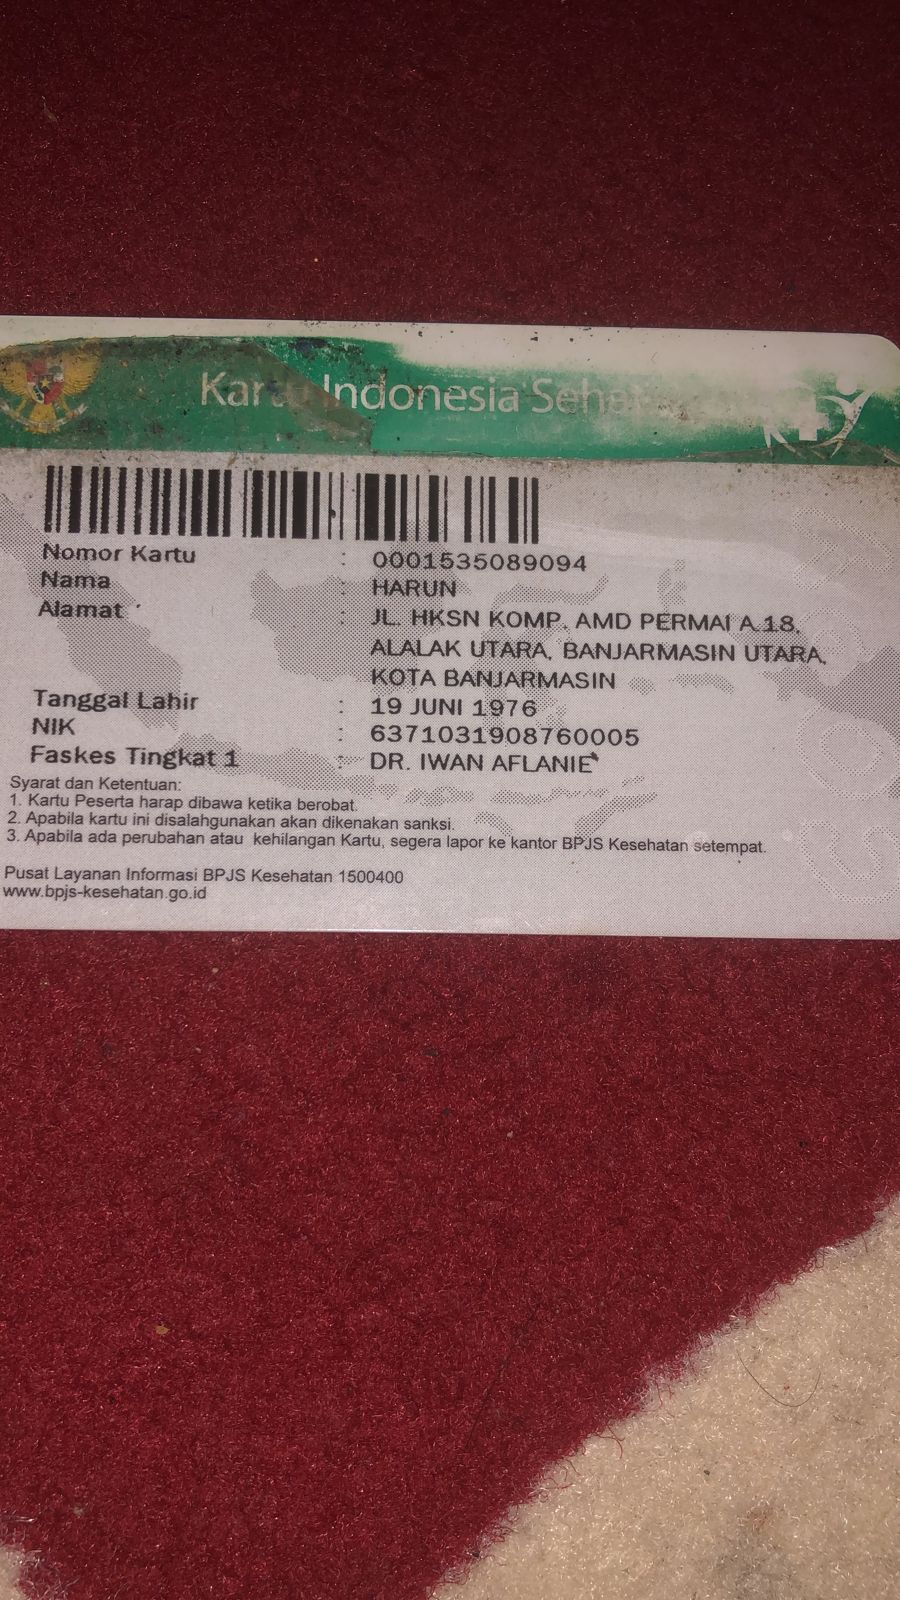 Kartu Indonesia Sehat
Nomor Kartu : 0001535089094
Nama : HARUN
Alamat : JL. HKSN KOMP. AMD PERMAI A.18,
ALALAK UTARA, BANJARMASIN UTARA,
KOTA BANJARMASIN
Tanggal Lahir : 19 JUNI 1976
NIK : 6371031908760005
Faskes Tingkat 1 : DR. IWAN AFLANIE
Syarat dan Ketentuan:
1. Kartu Peserta harap dibawa ketika berobat.
2. Apabila kartu ini disalahgunakan akan dikenakan sanksi.
3. Apabila ada perubahan atau kehilangan Kartu, segera lapor ke kantor BPJS Kesehatan setempat.
Pusat Layanan Informasi BPJS Kesehatan 1500400
www.bpjs-kesehatan.go.id